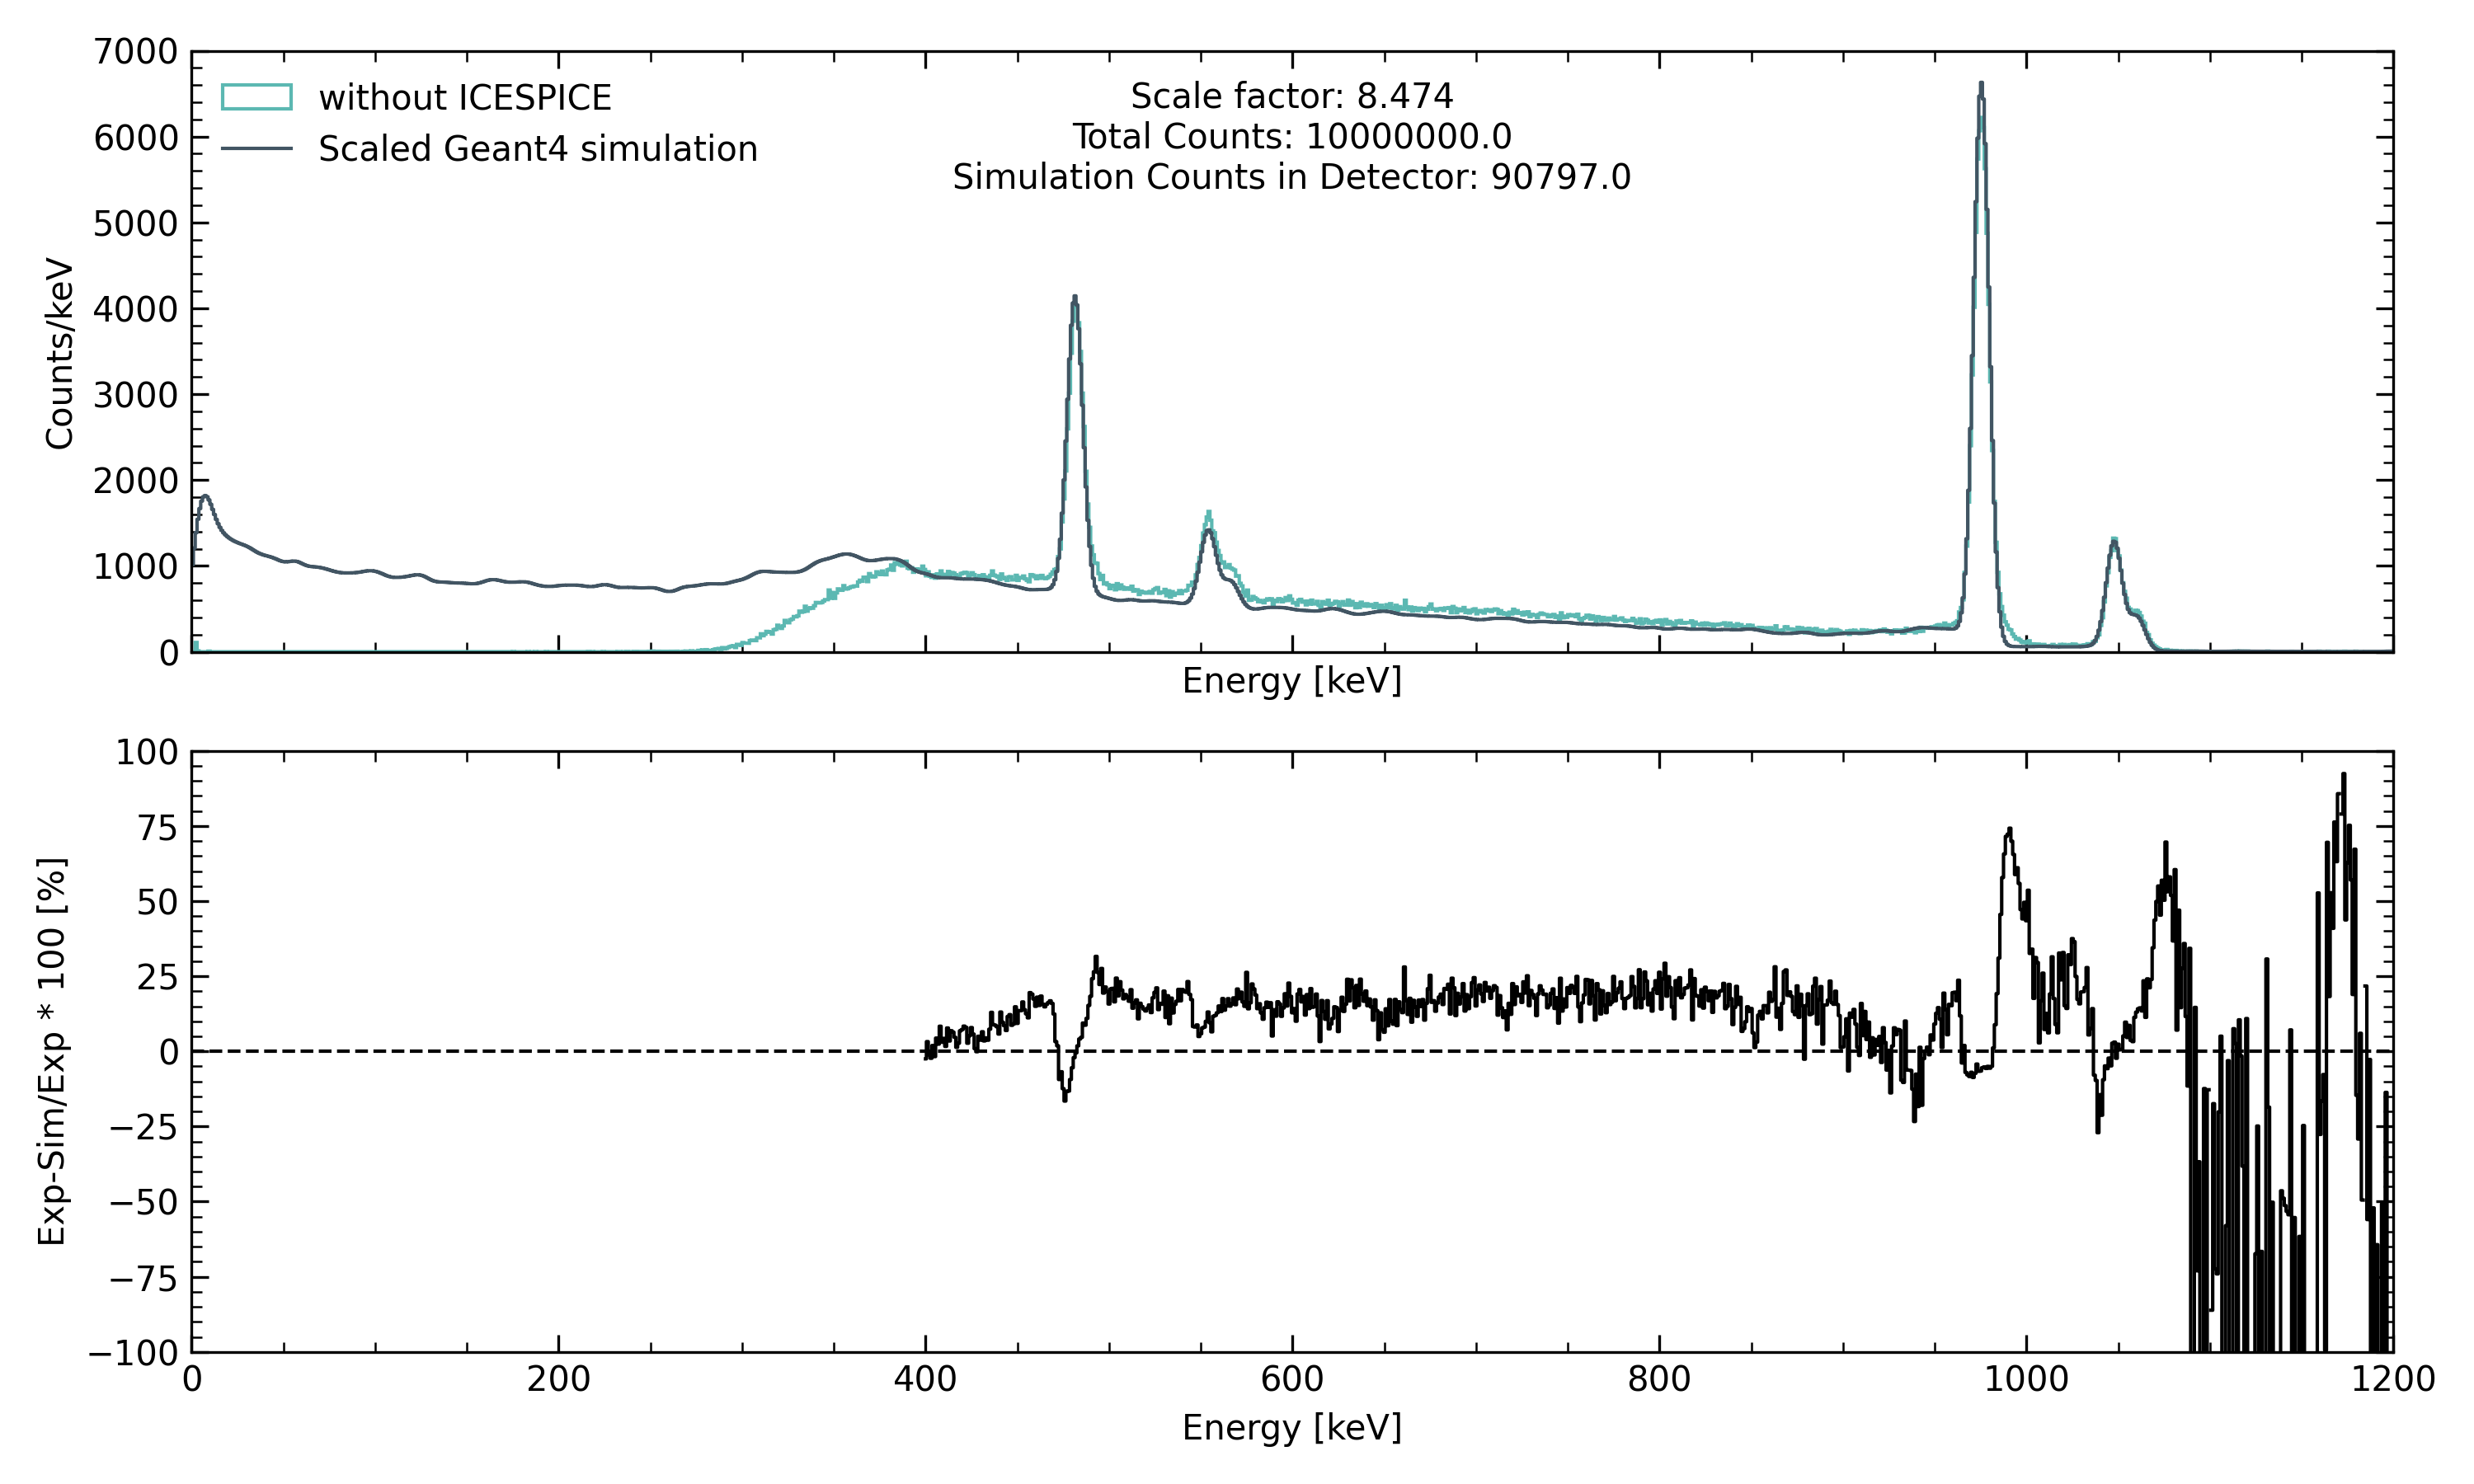 7000
6000
5000
4000
3000
2000
1000
0
Counts/keV
without ICESPICE
Scaled Geant4 simulation
Scale factor: 8.474
Total Counts: 10000000.0
Simulation Counts in Detector: 90797.0
Energy [keV]
100
75
50
25
0
−25
−50
−75
−100
Exp-Sim/Exp * 100 [%]
0 200 400 600 800 1000 1200
Energy [keV]